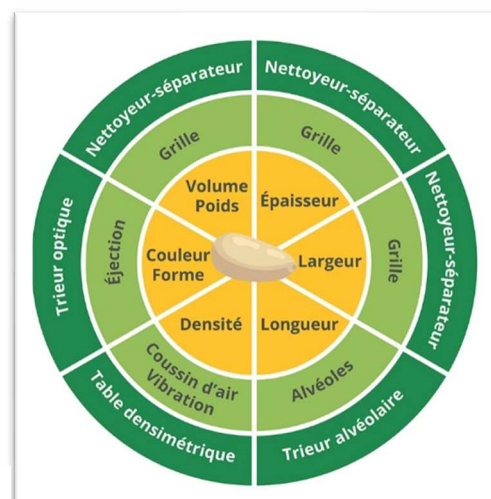 Nettoyeur-séparateur
Nettoyeur-séparateur
Grille
Grille
Volume
Poids
Épaisseur
Trieur optique
Éjection
Couleur
Forme
Largeur
Grille
Nettoyeur-séparateur
Densité
Longueur
Coussin d'air
Vibration
Alvéoles
Table densimétrique
Trieur alvéolaire